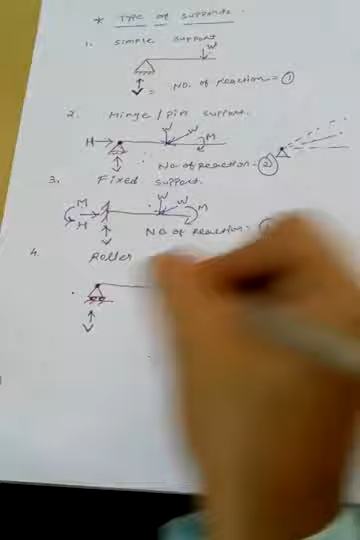 * Type of supports.
1. Simple support
W
No. of Reaction = 1
2. Hinge / pin support.
H W W M
No of reaction = 2
3. Fixed support.
M H W W M
No of reaction =
4. Roller